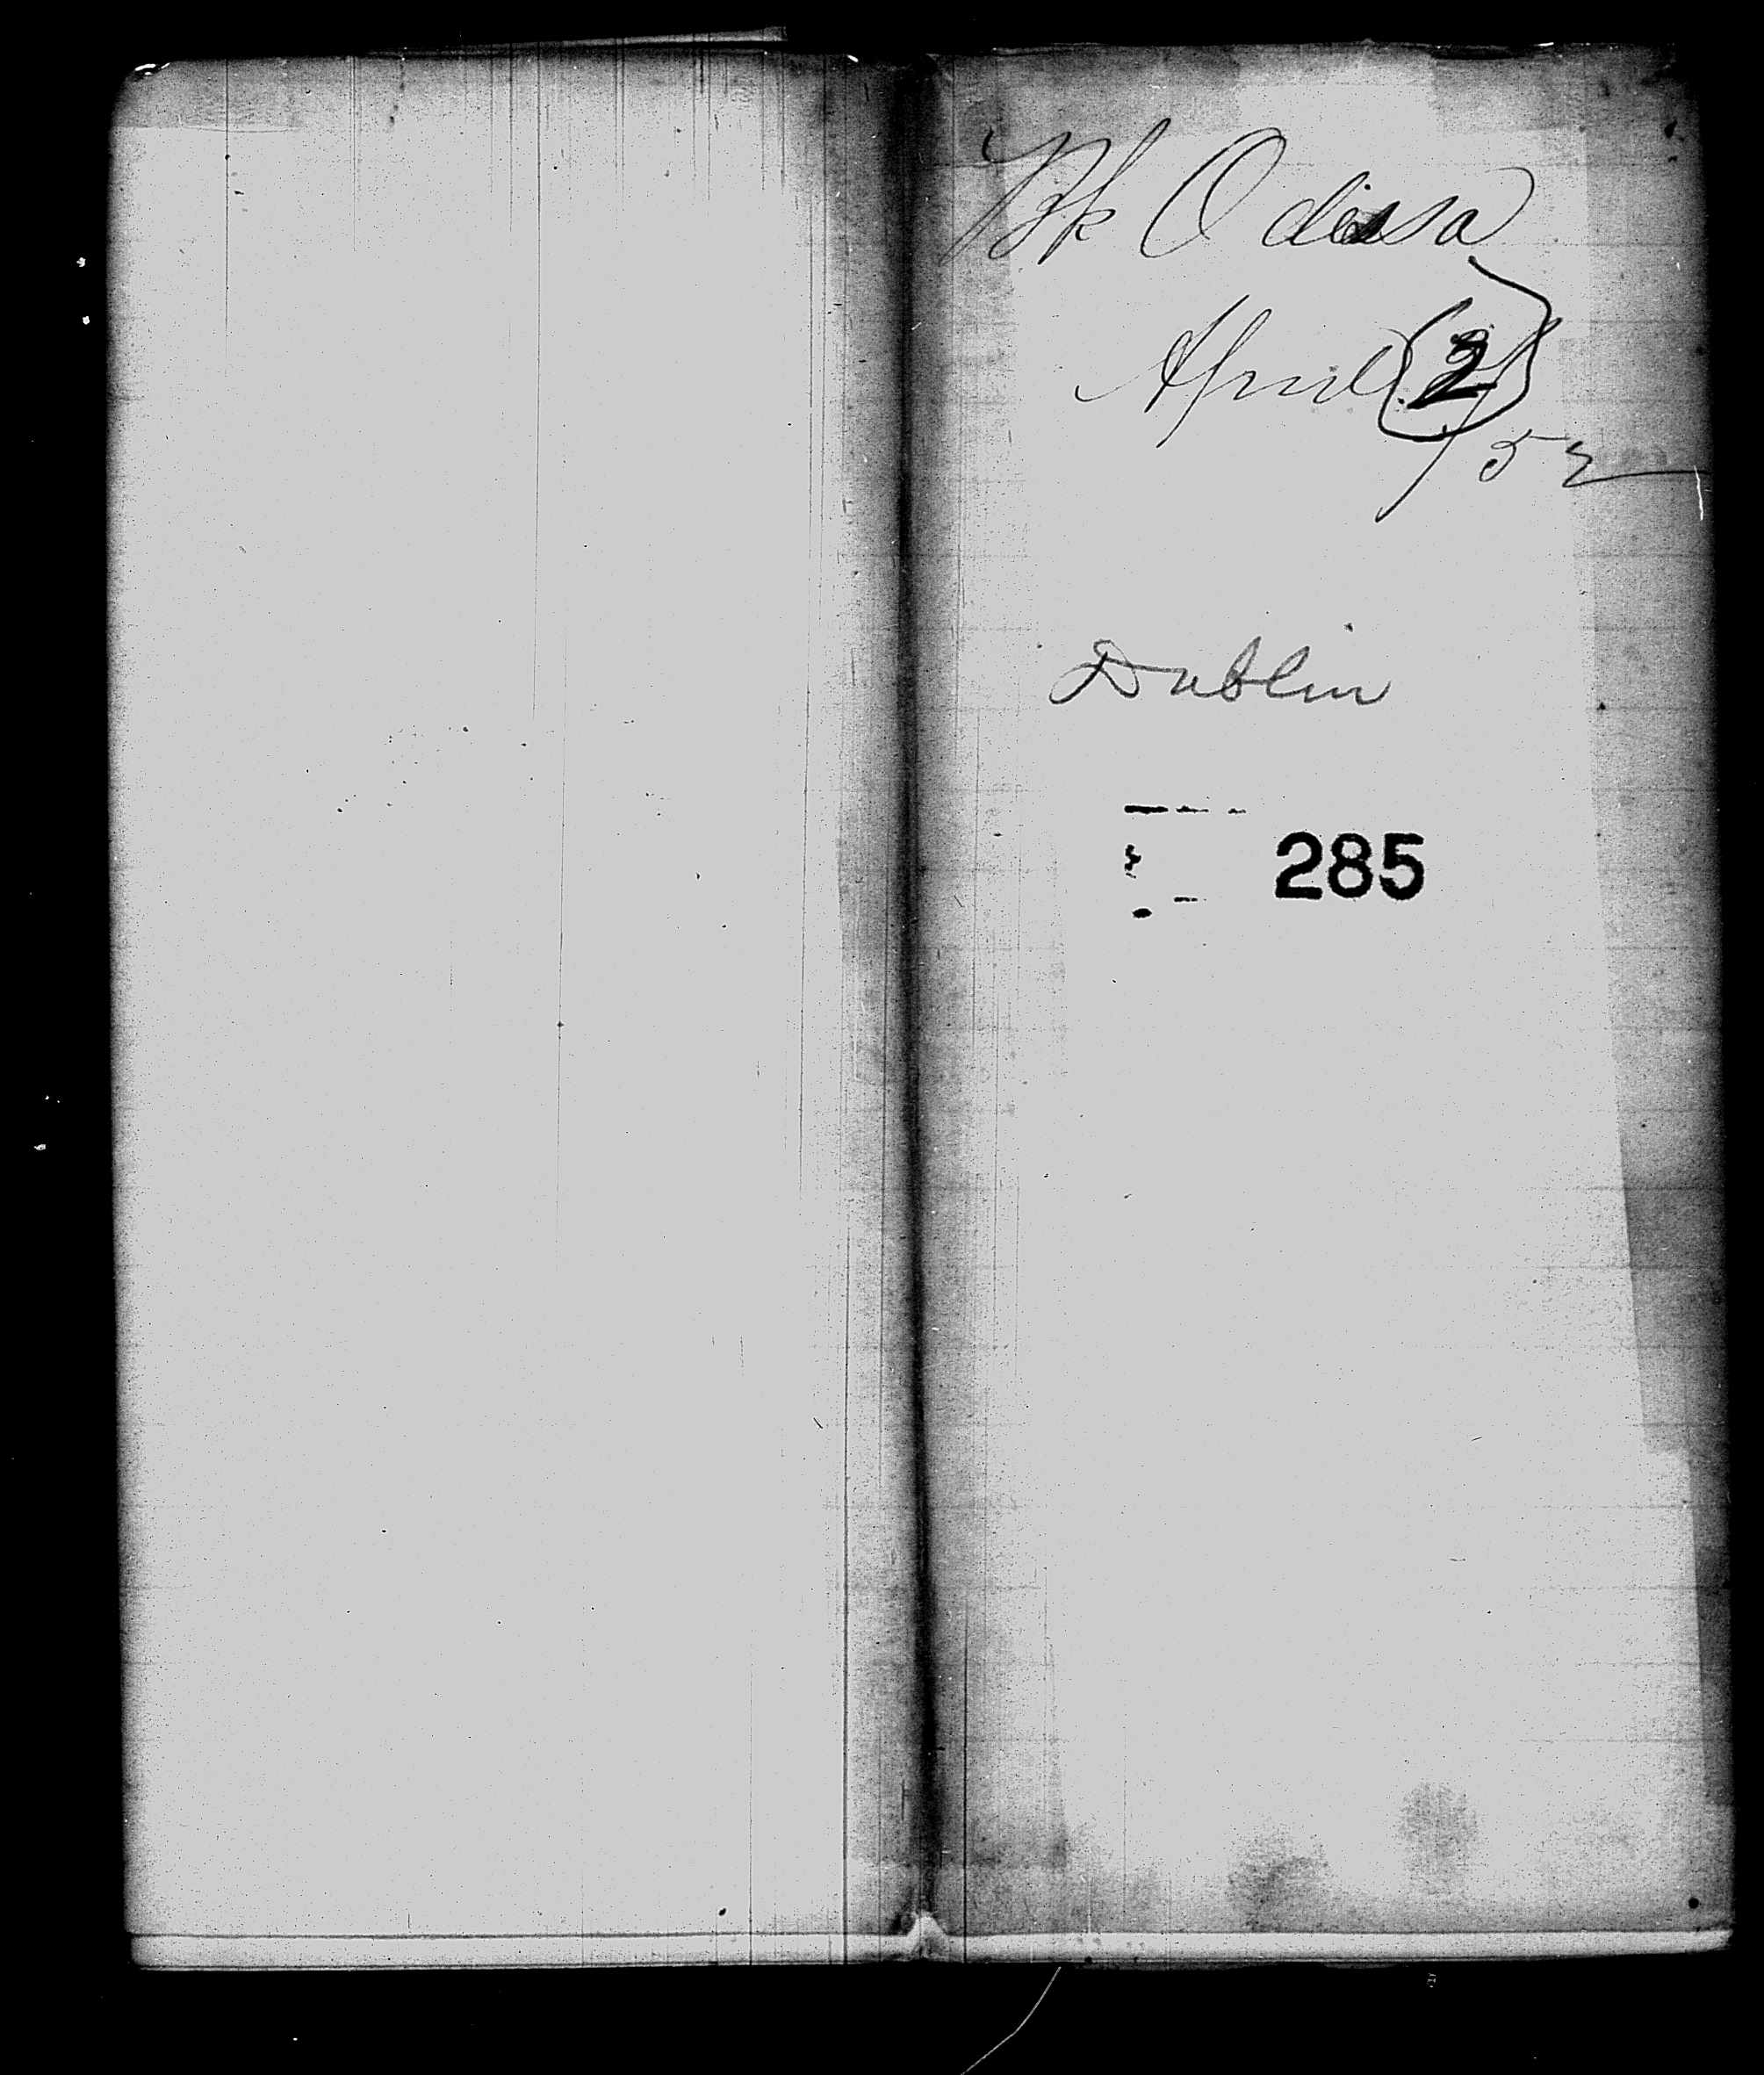 Bk Odessa
April 2
/52
Dublin
285